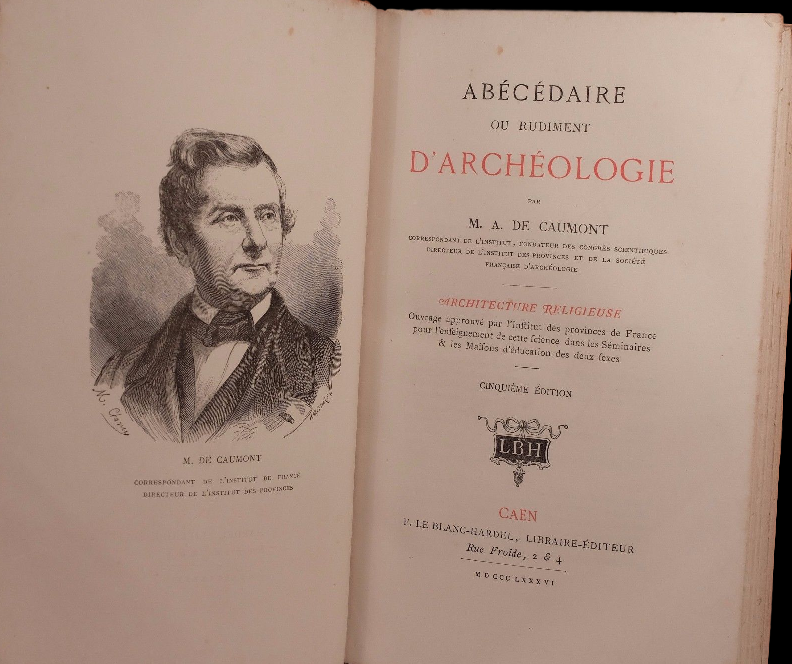 M. DE CAUMONT
CORRESPONDANT DE L'INSTITUT DE FRANCE
DIRECTEUR DE L'INSTITUT DES PROVINCES
ABÉCÉDAIRE
OU RUDIMENT
D'ARCHÉOLOGIE
PAR
M. A. DE CAUMONT
CORRESPONDANT DE L'INSTITUT, FONDATEUR DES CONGRÈS SCIENTIFIQUES
DIRECTEUR DE L'INSTITUT DES PROVINCES ET DE LA SOCIÉTÉ
FRANÇAISE D'ARCHÉOLOGIE
ARCHITECTURE RELIGIEUSE
Ouvrage approuvé par l'Inſtitut des provinces de France
pour l'enſeignement de cette ſcience dans les Séminaires
& les Maiſons d'éducation des deux ſexes
CINQUIÈME ÉDITION
LBH
CAEN
F. LE BLANC-HARDEL, LIBRAIRE-ÉDITEUR
Rue Froide, 2 & 4
MDCCCLXXXVI